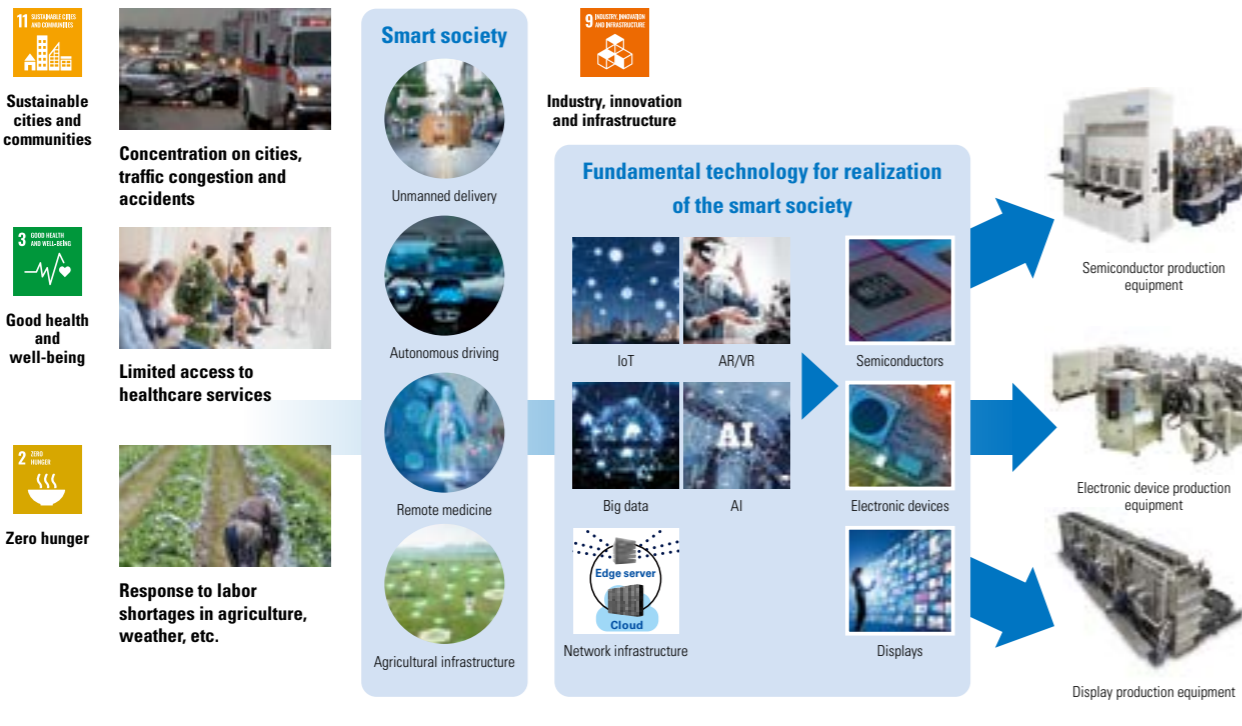 11 SUSTAINABLE CITIES
AND COMMUNITIES
Sustainable
cities and
communities
Concentration on cities,
traffic congestion and
accidents
3 GOOD HEALTH
AND WELL-BEING
Good health
and
well-being
Limited access to
healthcare services
2 ZERO
HUNGER
Zero hunger
Response to labor
shortages in agriculture,
weather, etc.
Smart society
Unmanned delivery
Autonomous driving
Remote medicine
Agricultural infrastructure
9 INDUSTRY, INNOVATION
AND INFRASTRUCTURE
Industry, innovation
and infrastructure
Fundamental technology for realization
of the smart society
IoT
AR/VR
Big data
AI
AI
Edge server
Cloud
Network infrastructure
Semiconductors
Electronic devices
Displays
Semiconductor production
equipment
Electronic device production
equipment
Display production equipment